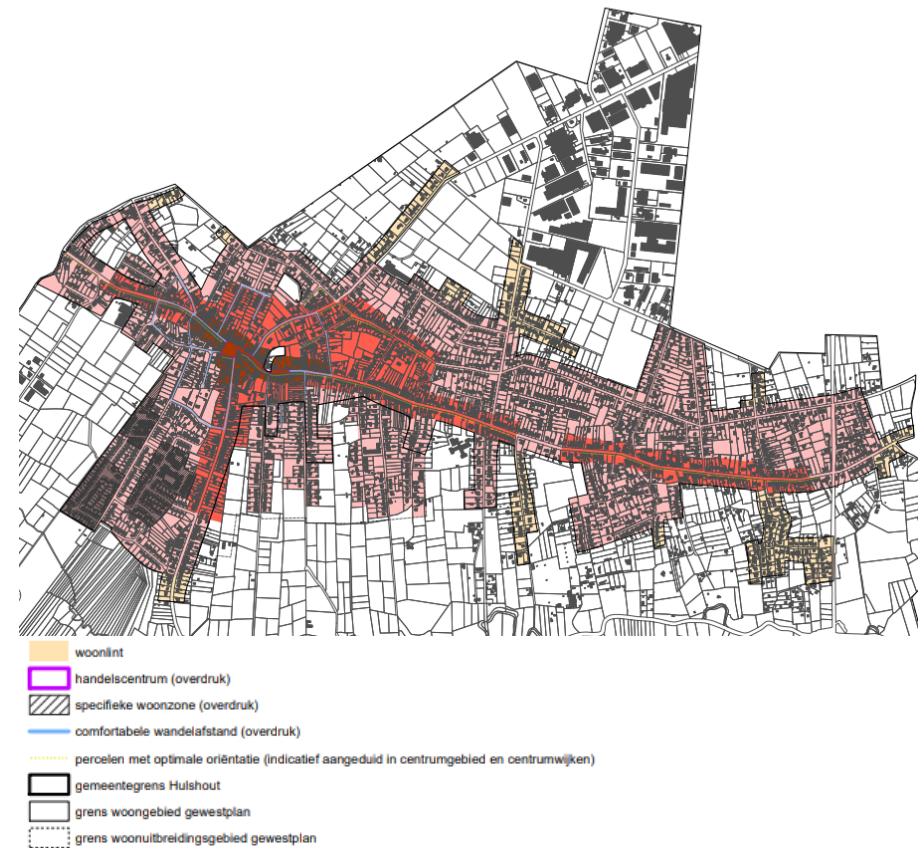 woonlint
handelscentrum (overdruk)
specifieke woonzone (overdruk)
comfortabele wandelafstand (overdruk)
percelen met optimale oriëntatie (indicatief aangeduid in centrumgebied en centrumwijken)
gemeentegrens Hulshout
grens woongebied gewestplan
grens woonuitbreidingsgebied gewestplan